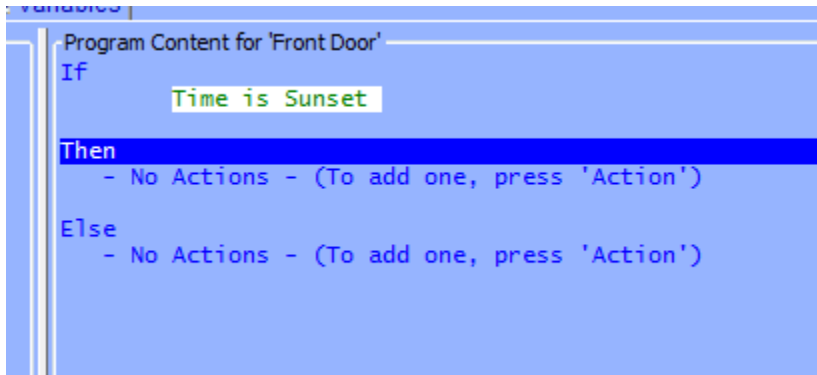 Variables
Program Content for 'Front Door'
If
Time is Sunset
Then
- No Actions - (To add one, press 'Action')
Else
- No Actions - (To add one, press 'Action')